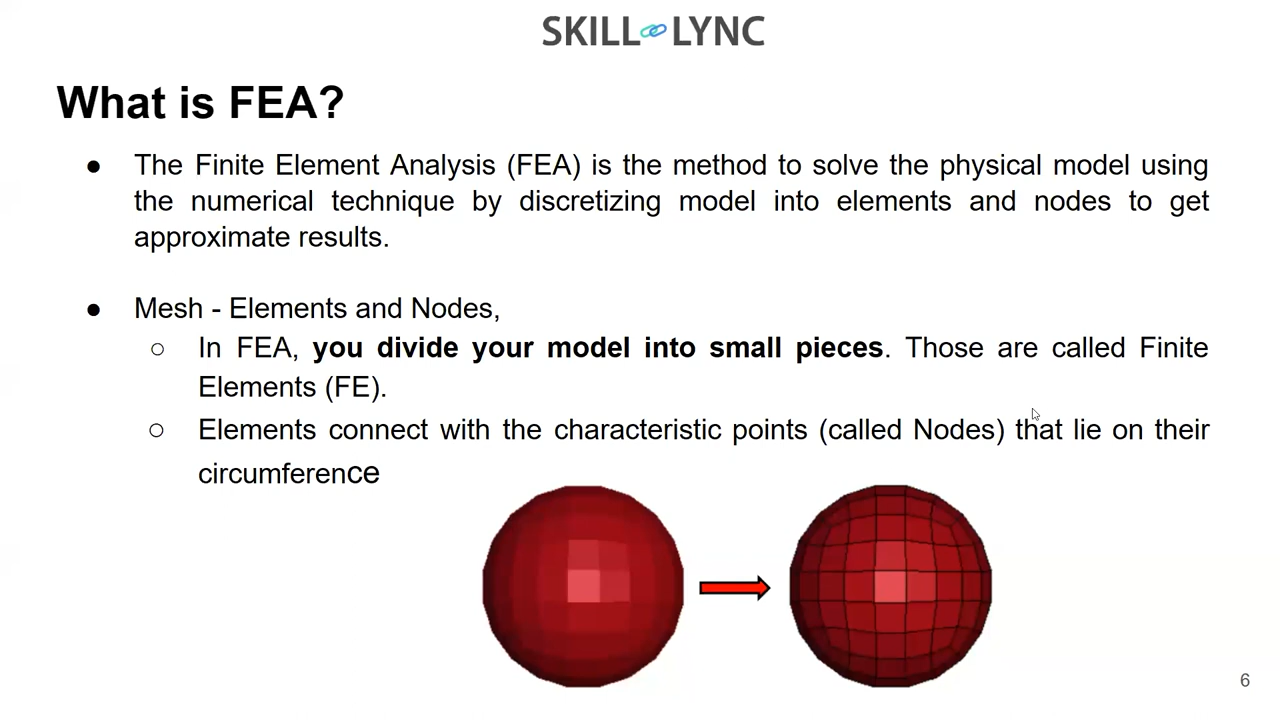 SKILL LYNC
What is FEA?
● The Finite Element Analysis (FEA) is the method to solve the physical model using
the numerical technique by discretizing model into elements and nodes to get
approximate results.
● Mesh - Elements and Nodes,
○ In FEA, you divide your model into small pieces. Those are called Finite
Elements (FE).
○ Elements connect with the characteristic points (called Nodes) that lie on their
circumference
6